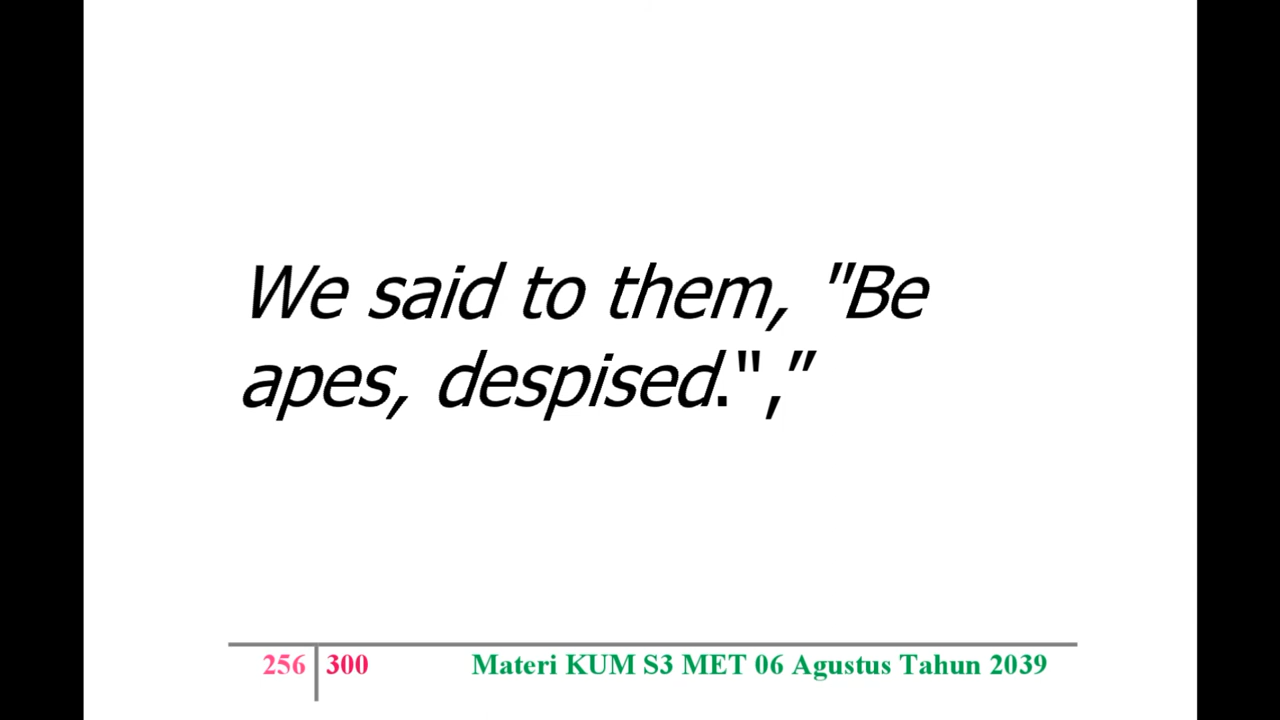 We said to them, "Be
apes, despised.“,”
256 300 Materi KUM S3 MET 06 Agustus Tahun 2039